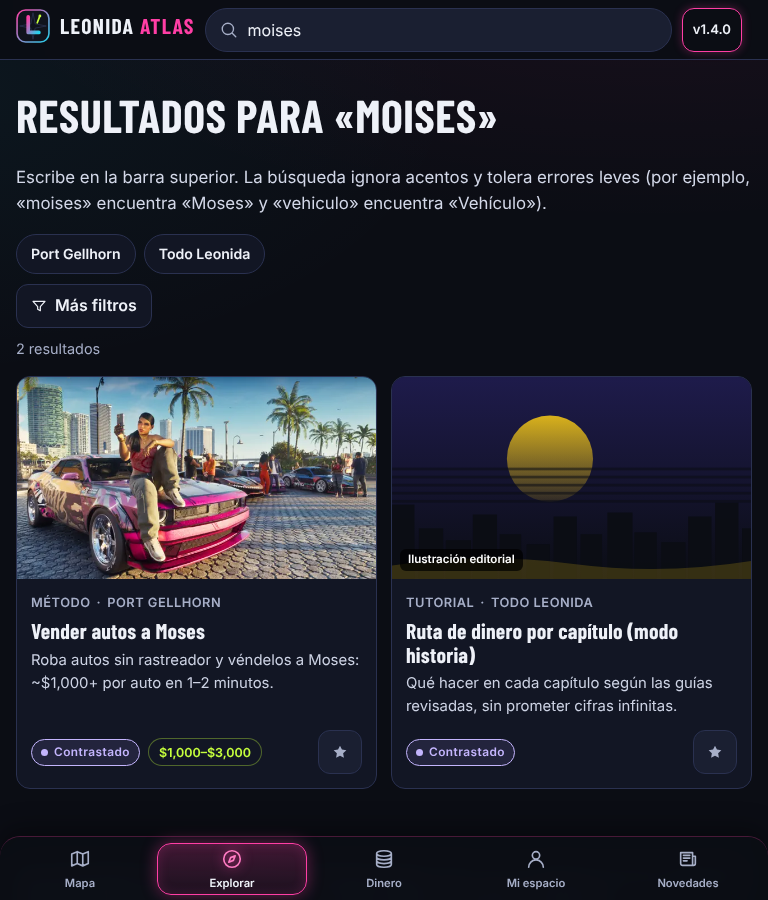 LEONIDA ATLAS
moises
v1.4.0
RESULTADOS PARA «MOISES»
Escribe en la barra superior. La búsqueda ignora acentos y tolera errores leves (por ejemplo,
«moises» encuentra «Moses» y «vehiculo» encuentra «Vehículo»).
Port Gellhorn
Todo Leonida
Más filtros
2 resultados
MÉTODO · PORT GELLHORN
Vender autos a Moses
Roba autos sin rastreador y véndelos a Moses:
~$1,000+ por auto en 1–2 minutos.
Contrastado
$1,000–$3,000
Ilustración editorial
TUTORIAL · TODO LEONIDA
Ruta de dinero por capítulo (modo
historia)
Qué hacer en cada capítulo según las guías
revisadas, sin prometer cifras infinitas.
Contrastado
Mapa
Explorar
Dinero
Mi espacio
Novedades